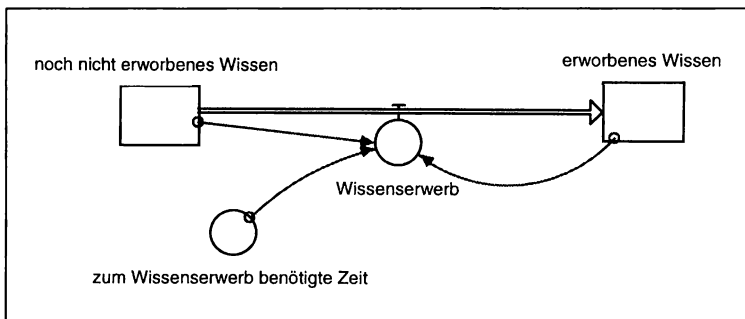 noch nicht erworbenes Wissen
erworbenes Wissen
Wissenserwerb
zum Wissenserwerb benötigte Zeit